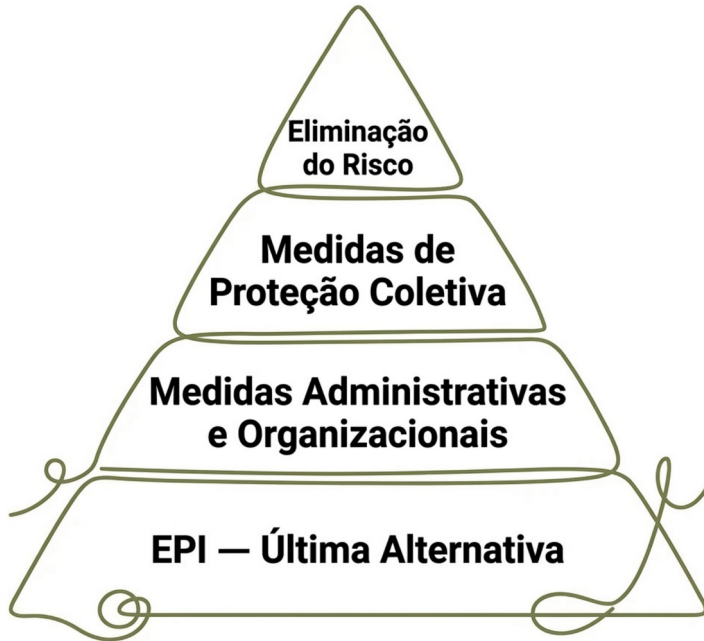 Eliminação
do Risco
Medidas de
Proteção Coletiva
Medidas Administrativas
e Organizacionais
EPI — Última Alternativa